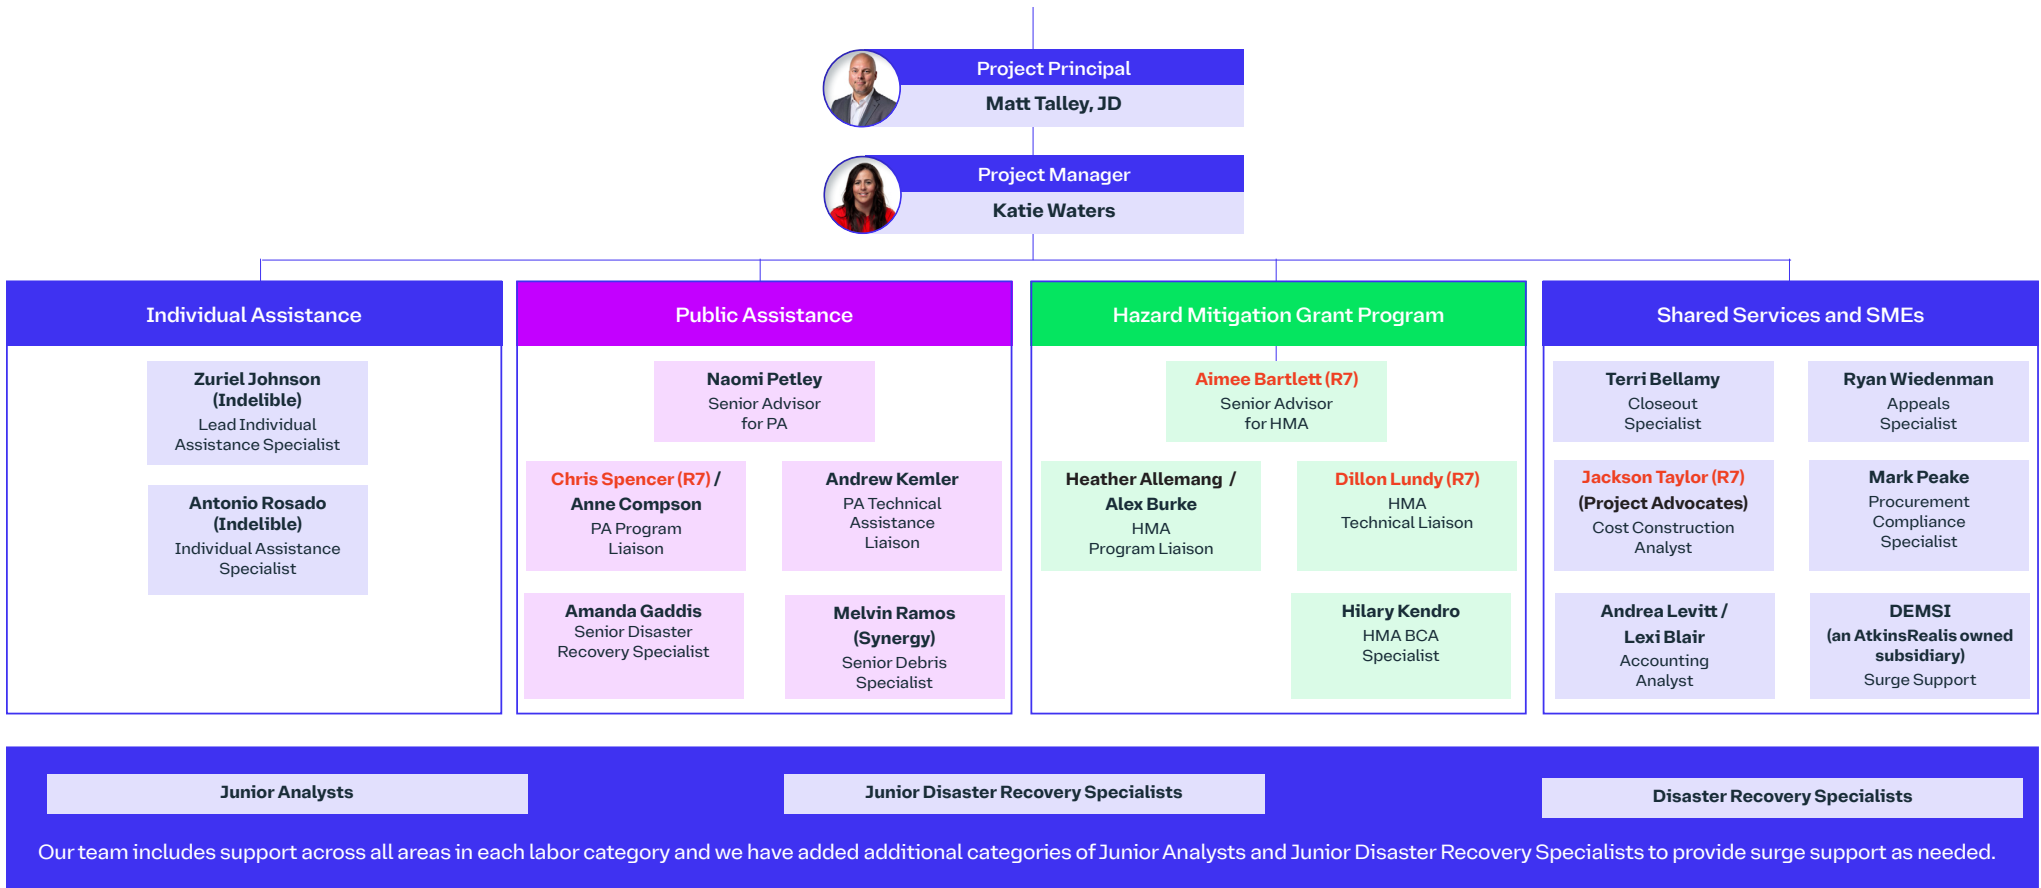 Project Principal
Matt Talley, JD
Project Manager
Katie Waters
Individual Assistance
Zuriel Johnson
(Indelible)
Lead Individual
Assistance Specialist
Antonio Rosado
(Indelible)
Individual Assistance
Specialist
Public Assistance
Naomi Petley
Senior Advisor
for PA
Chris Spencer (R7) /
Anne Compson
PA Program
Liaison
Andrew Kemler
PA Technical
Assistance
Liaison
Amanda Gaddis
Senior Disaster
Recovery Specialist
Melvin Ramos
(Synergy)
Senior Debris
Specialist
Hazard Mitigation Grant Program
Aimee Bartlett (R7)
Senior Advisor
for HMA
Heather Allemang /
Alex Burke
HMA
Program Liaison
Dillon Lundy (R7)
HMA
Technical Liaison
Hilary Kendro
HMA BCA
Specialist
Shared Services and SMEs
Terri Bellamy
Closeout
Specialist
Ryan Wiedenman
Appeals
Specialist
Jackson Taylor (R7)
(Project Advocates)
Cost Construction
Analyst
Mark Peake
Procurement
Compliance
Specialist
Andrea Levitt /
Lexi Blair
Accounting
Analyst
DEMSI
(an AtkinsRealis owned
subsidiary)
Surge Support
Junior Analysts
Junior Disaster Recovery Specialists
Disaster Recovery Specialists
Our team includes support across all areas in each labor category and we have added additional categories of Junior Analysts and Junior Disaster Recovery Specialists to provide surge support as needed.